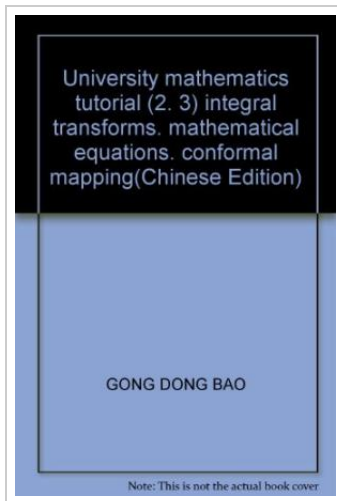 University mathematics
tutorial (2. 3) integral
transforms. mathematical
equations. conformal
mapping(Chinese Edition)
GONG DONG BAO
Note: This is not the actual book cover